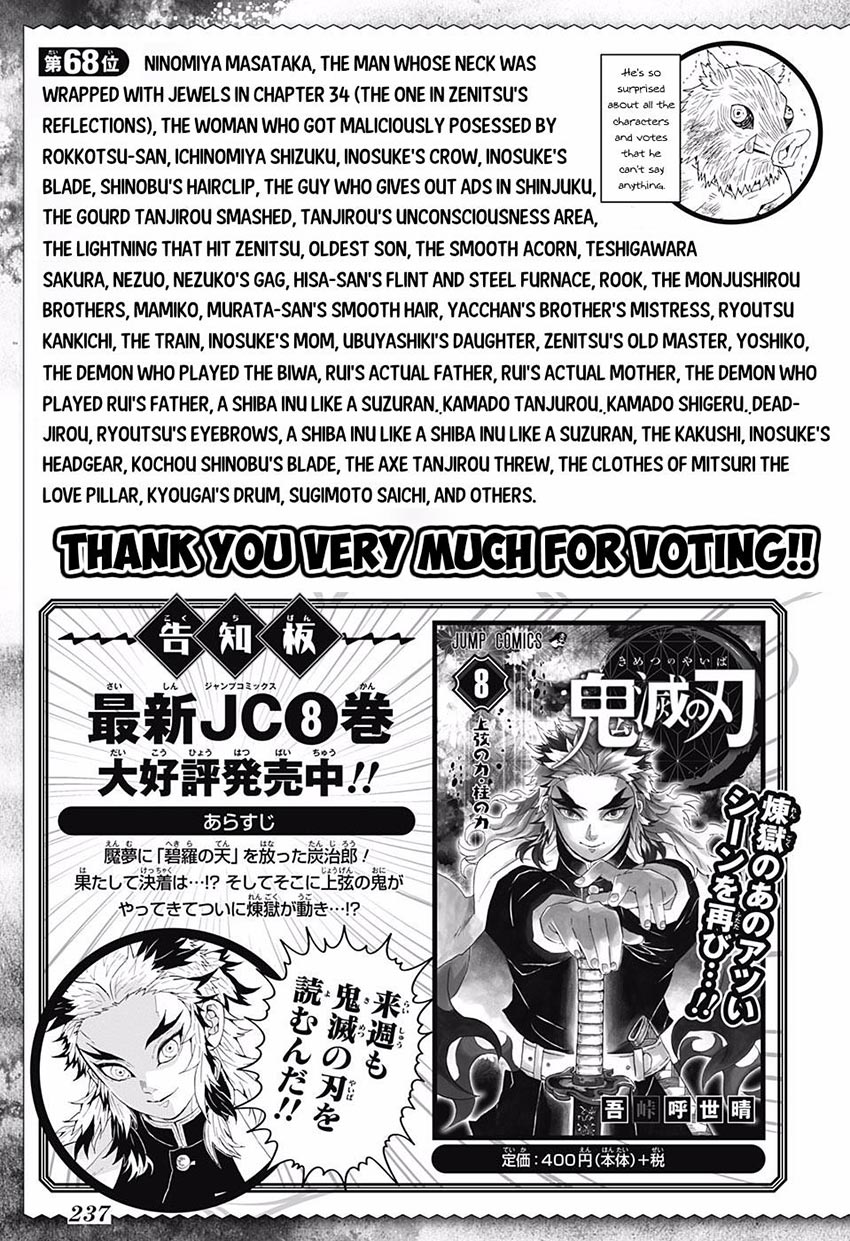 第68位 NINOMIYA MASATAKA, THE MAN WHOSE NECK WAS
WRAPPED WITH JEWELS IN CHAPTER 34 (THE ONE IN ZENITSU'S
REFLECTIONS), THE WOMAN WHO GOT MALICIOUSLY POSESSED BY
ROKKOTSU-SAN, ICHINOMIYA SHIZUKU, INOSUKE'S CROW, INOSUKE'S
BLADE, SHINOBU'S HAIRCLIP, THE GUY WHO GIVES OUT ADS IN SHINJUKU,
THE GOURD TANJIROU SMASHED, TANJIROU'S UNCONSCIOUSNESS AREA,
THE LIGHTNING THAT HIT ZENITSU, OLDEST SON, THE SMOOTH ACORN, TESHIGAWARA
SAKURA, NEZUO, NEZUKO'S GAG, HISA-SAN'S FLINT AND STEEL FURNACE, ROOK, THE MONJUSHIROU
BROTHERS, MAMIKO, MURATA-SAN'S SMOOTH HAIR, YACCHAN'S BROTHER'S MISTRESS, RYOUTSU
KANKICHI, THE TRAIN, INOSUKE'S MOM, UBUYASHIKI'S DAUGHTER, ZENITSU'S OLD MASTER, YOSHIKO,
THE DEMON WHO PLAYED THE BIWA, RUI'S ACTUAL FATHER, RUI'S ACTUAL MOTHER, THE DEMON WHO
PLAYED RUI'S FATHER, A SHIBA INU LIKE A SUZURAN, KAMADO TANJUROU, KAMADO SHIGERU, DEAD-
JIROU, RYOUTSU'S EYEBROWS, A SHIBA INU LIKE A SHIBA INU LIKE A SUZURAN, THE KAKUSHI, INOSUKE'S
HEADGEAR, KOCHOU SHINOBU'S BLADE, THE AXE TANJIROU THREW, THE CLOTHES OF MITSURI THE
LOVE PILLAR, KYOUGAI'S DRUM, SUGIMOTO SAICHI, AND OTHERS.
He's so
surprised
about all the
characters
and votes
that he
can't say
anything.
THANK YOU VERY MUCH FOR VOTING!!
告知板
最新JC8巻
大好評発売中!!
あらすじ
魘夢に「碧羅の天」を放った炭治郎!
果たして決着は…!? そしてそこに上弦の鬼が
やってきてついに煉獄が動き…!?
来週も
鬼滅の刃を
読むんだ!!
JUMP COMICS
きめつのやいば
鬼滅の刃
8
上弦の力・柱の力
吾峠呼世晴
煉獄のあのアツい
シーンを再び…!!
定価:400円(本体)+税
237